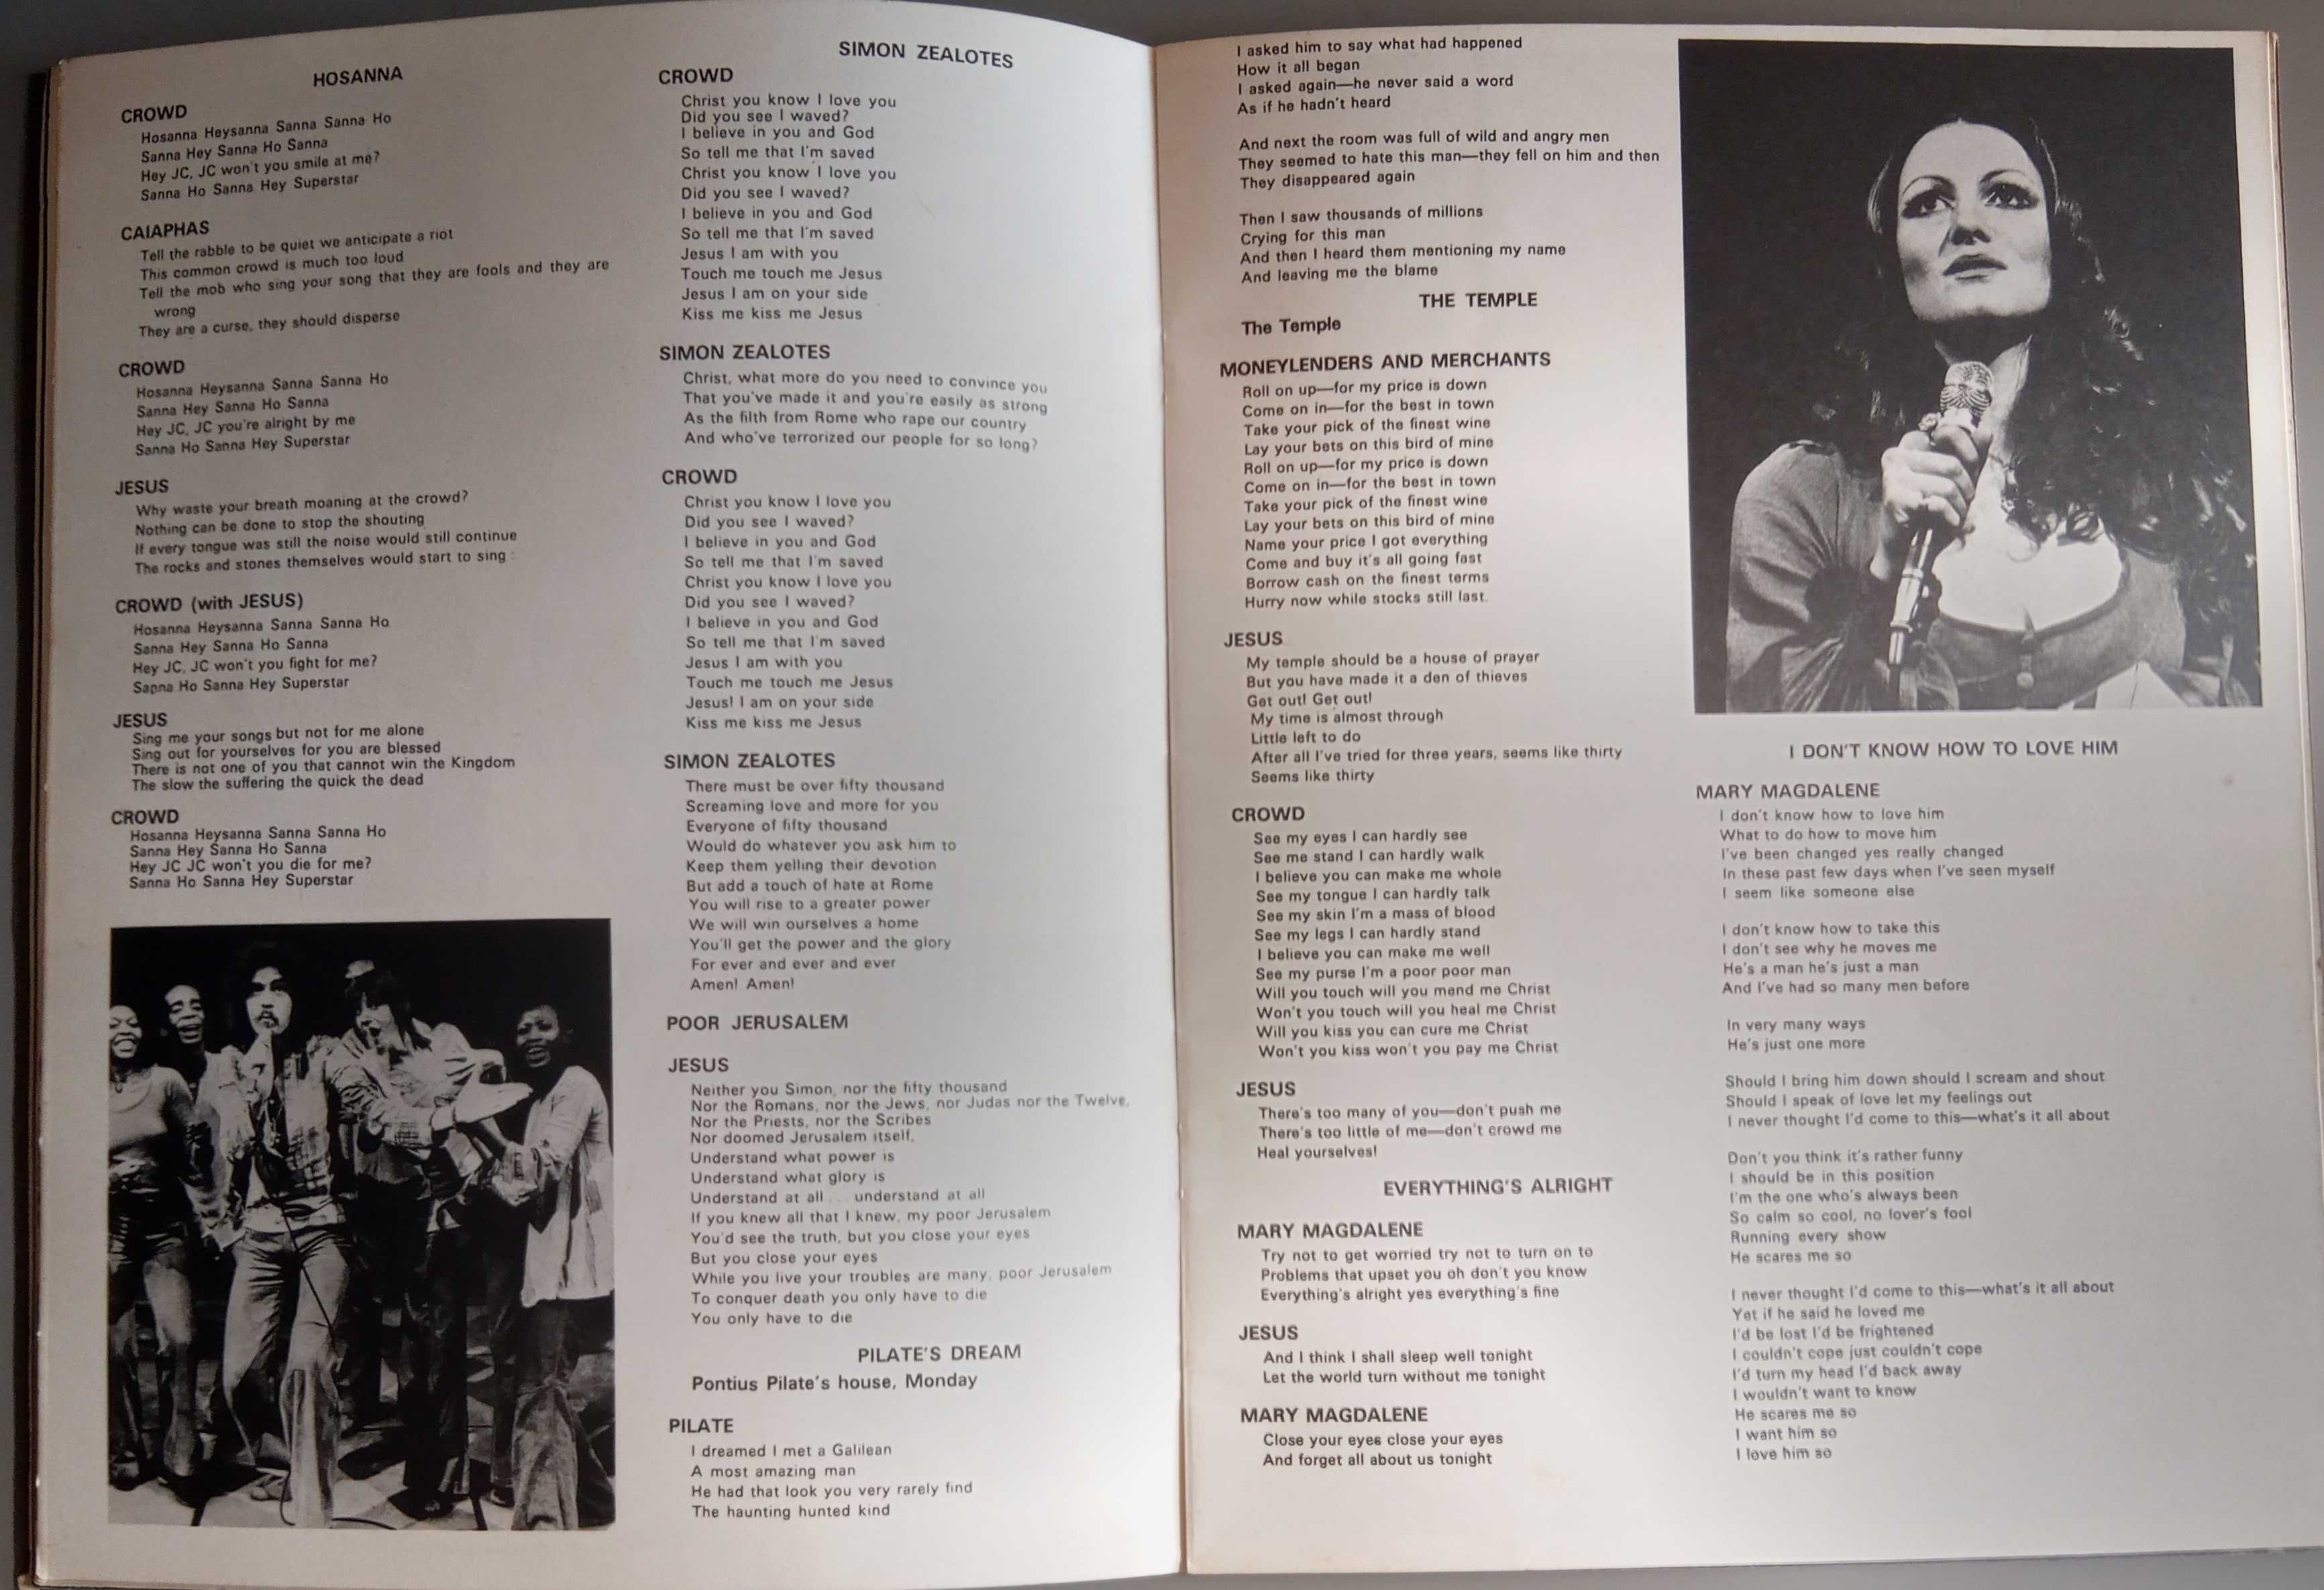 HOSANNA
CROWD
Hosanna Heysanna Sanna Sanna Ho
Sanna Hey Sanna Ho Sanna
Hey JC, JC won't you smile at me?
Sanna Ho Sanna Hey Superstar
CAIAPHAS
Tell the rabble to be quiet we anticipate a riot
This common crowd is much too loud
Tell the mob who sing your song that they are fools and they are
wrong
They are a curse, they should disperse
CROWD
Hosanna Heysanna Sanna Sanna Ho
Sanna Hey Sanna Ho Sanna
Hey JC, JC you're alright by me
Sanna Ho Sanna Hey Superstar
JESUS
Why waste your breath moaning at the crowd?
Nothing can be done to stop the shouting
If every tongue was still the noise would still continue
The rocks and stones themselves would start to sing:
CROWD (with JESUS)
Hosanna Heysanna Sanna Sanna Ho
Sanna Hey Sanna Ho Sanna
Hey JC, JC won't you fight for me?
Sanna Ho Sanna Hey Superstar
JESUS
Sing me your songs but not for me alone
Sing out for yourselves for you are blessed
There is not one of you that cannot win the Kingdom
The slow the suffering the quick the dead
CROWD
Hosanna Heysanna Sanna Sanna Ho
Sanna Hey Sanna Ho Sanna
Hey JC JC won't you die for me?
Sanna Ho Sanna Hey Superstar
SIMON ZEALOTES
CROWD
Christ you know I love you
Did you see I waved?
I believe in you and God
So tell me that I'm saved
Christ you know I love you
Did you see I waved?
I believe in you and God
So tell me that I'm saved
Jesus I am with you
Touch me touch me Jesus
Jesus I am on your side
Kiss me kiss me Jesus
SIMON ZEALOTES
Christ, what more do you need to convince you
That you've made it and you're easily as strong
As the filth from Rome who rape our country
And who've terrorized our people for so long?
CROWD
Christ you know I love you
Did you see I waved?
I believe in you and God
So tell me that I'm saved
Christ you know I love you
Did you see I waved?
I believe in you and God
So tell me that I'm saved
Jesus I am with you
Touch me touch me Jesus
Jesus! I am on your side
Kiss me kiss me Jesus
SIMON ZEALOTES
There must be over fifty thousand
Screaming love and more for you
Everyone of fifty thousand
Would do whatever you ask him to
Keep them yelling their devotion
But add a touch of hate at Rome
You will rise to a greater power
We will win ourselves a home
You'll get the power and the glory
For ever and ever and ever
Amen! Amen!
POOR JERUSALEM
JESUS
Neither you Simon, nor the fifty thousand
Nor the Romans, nor the Jews, nor Judas nor the Twelve,
Nor the Priests, nor the Scribes
Nor doomed Jerusalem itself,
Understand what power is
Understand what glory is
Understand at all . . . understand at all
If you knew all that I knew, my poor Jerusalem
You'd see the truth, but you close your eyes
But you close your eyes
While you live your troubles are many, poor Jerusalem
To conquer death you only have to die
You only have to die
PILATE'S DREAM
Pontius Pilate's house, Monday
PILATE
I dreamed I met a Galilean
A most amazing man
He had that look you very rarely find
The haunting hunted kind
I asked him to say what had happened
How it all began
I asked again—he never said a word
As if he hadn't heard
And next the room was full of wild and angry men
They seemed to hate this man—they fell on him and then
They disappeared again
Then I saw thousands of millions
Crying for this man
And then I heard them mentioning my name
And leaving me the blame
THE TEMPLE
The Temple
MONEYLENDERS AND MERCHANTS
Roll on up—for my price is down
Come on in—for the best in town
Take your pick of the finest wine
Lay your bets on this bird of mine
Roll on up—for my price is down
Come on in—for the best in town
Take your pick of the finest wine
Lay your bets on this bird of mine
Name your price I got everything
Come and buy it's all going fast
Borrow cash on the finest terms
Hurry now while stocks still last.
JESUS
My temple should be a house of prayer
But you have made it a den of thieves
Get out! Get out!
My time is almost through
Little left to do
After all I've tried for three years, seems like thirty
Seems like thirty
CROWD
See my eyes I can hardly see
See me stand I can hardly walk
I believe you can make me whole
See my tongue I can hardly talk
See my skin I'm a mass of blood
See my legs I can hardly stand
I believe you can make me well
See my purse I'm a poor poor man
Will you touch will you mend me Christ
Won't you touch will you heal me Christ
Will you kiss you can cure me Christ
Won't you kiss won't you pay me Christ
JESUS
There's too many of you—don't push me
There's too little of me—don't crowd me
Heal yourselves!
EVERYTHING'S ALRIGHT
MARY MAGDALENE
Try not to get worried try not to turn on to
Problems that upset you oh don't you know
Everything's alright yes everything's fine
JESUS
And I think I shall sleep well tonight
Let the world turn without me tonight
MARY MAGDALENE
Close your eyes close your eyes
And forget all about us tonight
I DON'T KNOW HOW TO LOVE HIM
MARY MAGDALENE
I don't know how to love him
What to do how to move him
I've been changed yes really changed
In these past few days when I've seen myself
I seem like someone else
I don't know how to take this
I don't see why he moves me
He's a man he's just a man
And I've had so many men before
In very many ways
He's just one more
Should I bring him down should I scream and shout
Should I speak of love let my feelings out
I never thought I'd come to this—what's it all about
Don't you think it's rather funny
I should be in this position
I'm the one who's always been
So calm so cool, no lover's fool
Running every show
He scares me so
I never thought I'd come to this—what's it all about
Yet if he said he loved me
I'd be lost I'd be frightened
I couldn't cope just couldn't cope
I'd turn my head I'd back away
I wouldn't want to know
He scares me so
I want him so
I love him so